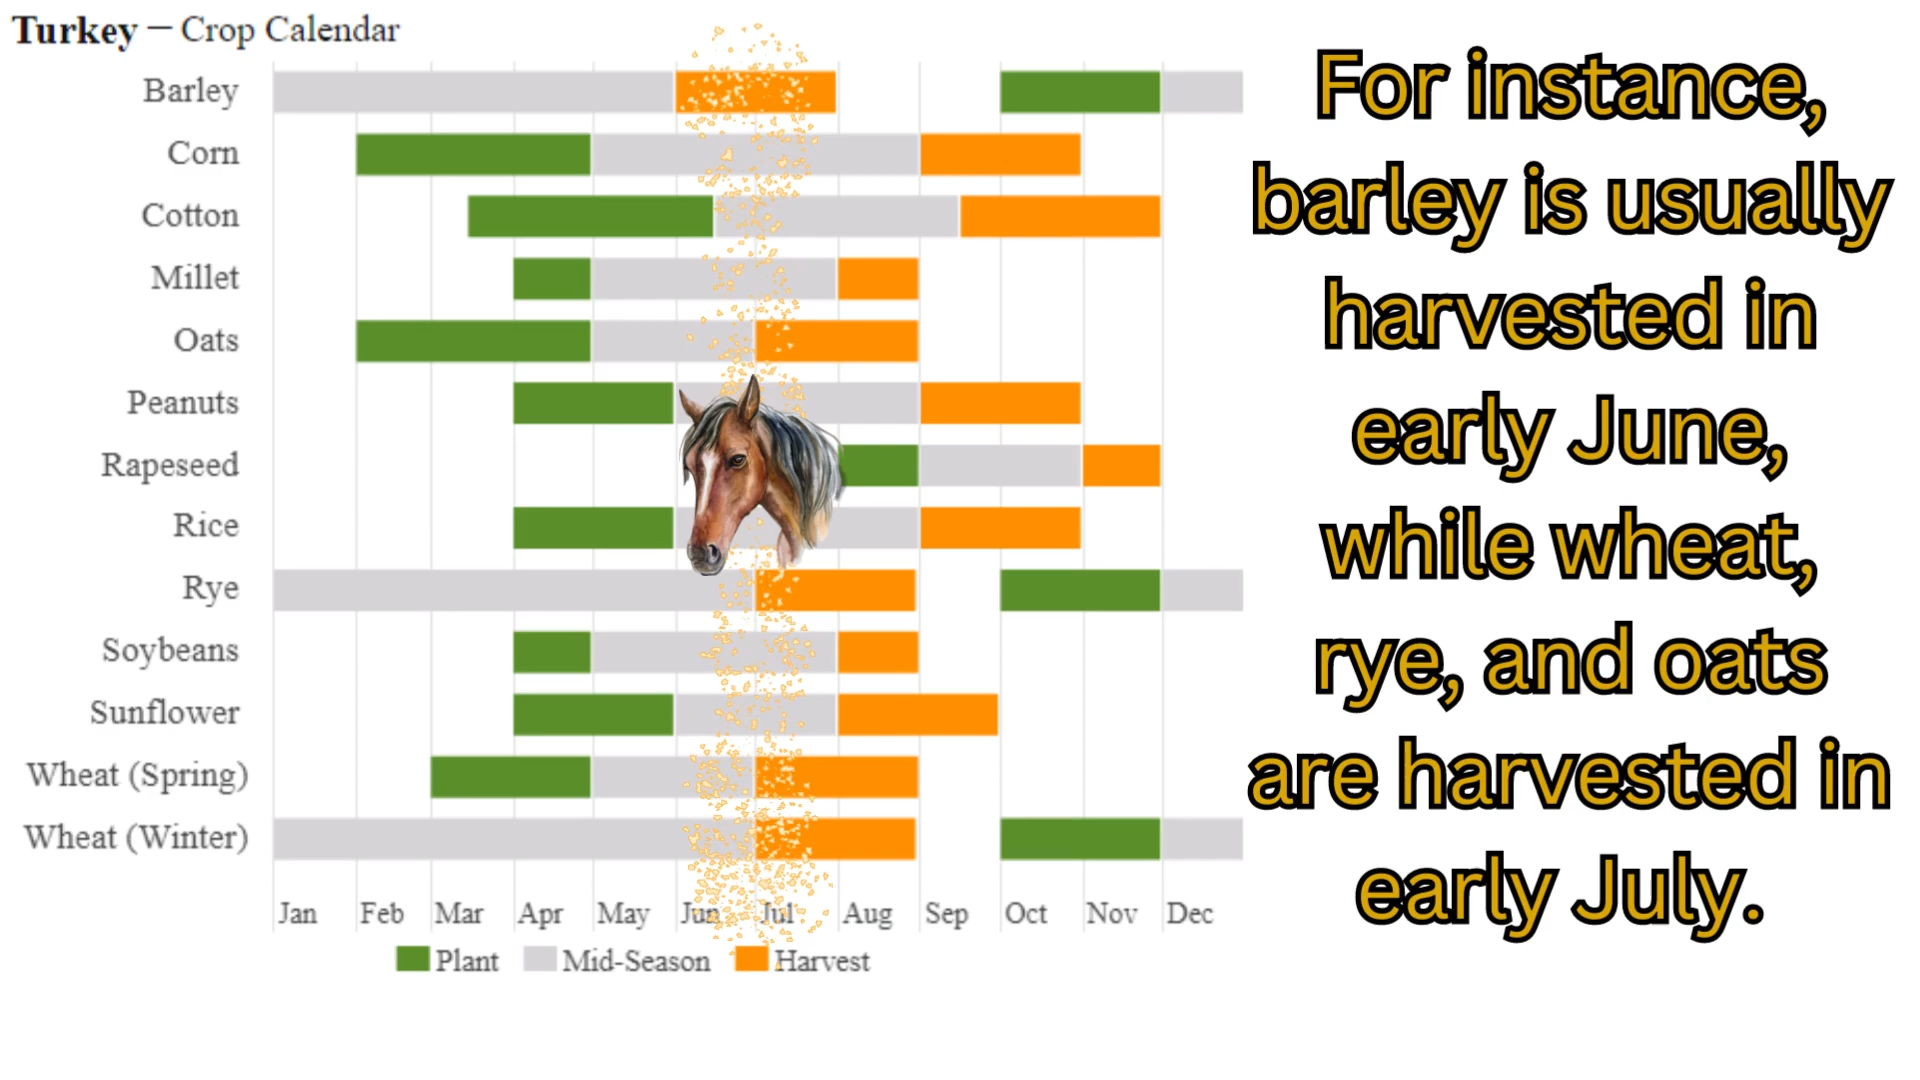 Turkey — Crop Calendar
Barley
Corn
Cotton
Millet
Oats
Peanuts
Rapeseed
Rice
Rye
Soybeans
Sunflower
Wheat (Spring)
Wheat (Winter)
Jan Feb Mar Apr May Jun Jul Aug Sep Oct Nov Dec
Plant Mid-Season Harvest
For instance,
barley is usually
harvested in
early June,
while wheat,
rye, and oats
are harvested in
early July.